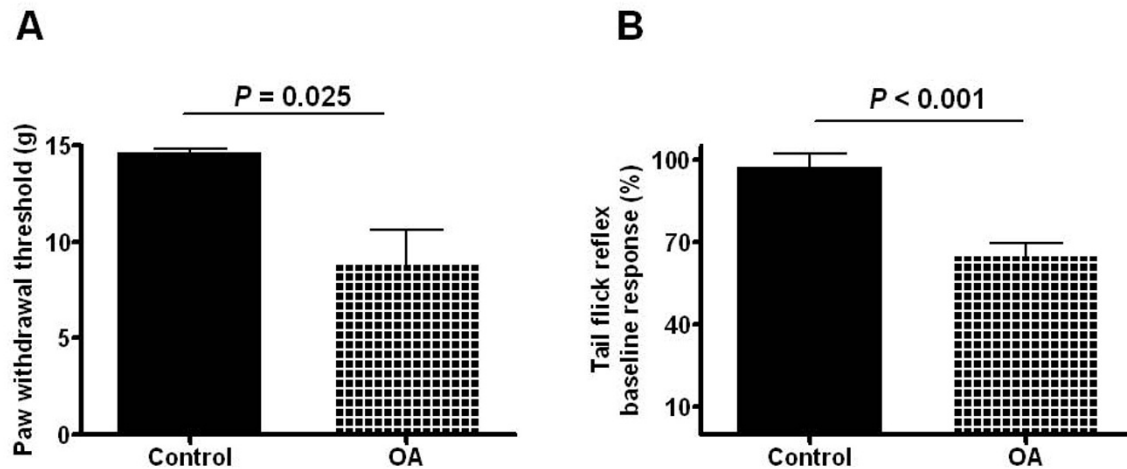 A
P = 0.025
Paw withdrawal threshold (g)
15
10
5
0
Control
OA
B
P < 0.001
Tail flick reflex
baseline response (%)
100
70
40
10
Control
OA